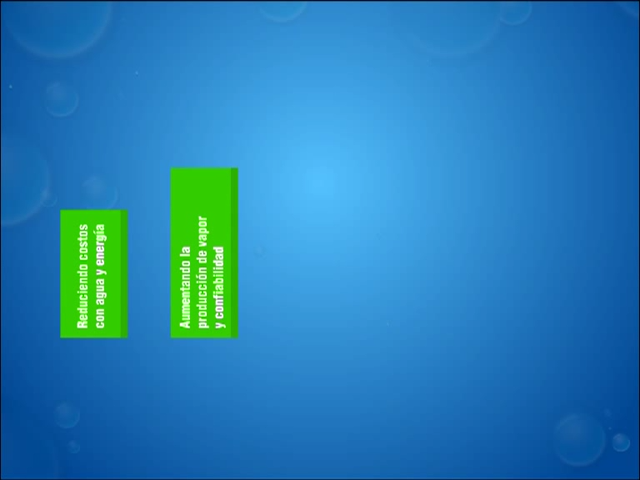 Reduciendo costos
con agua y energía
Aumentando la
producción de vapor
y confiabilidad